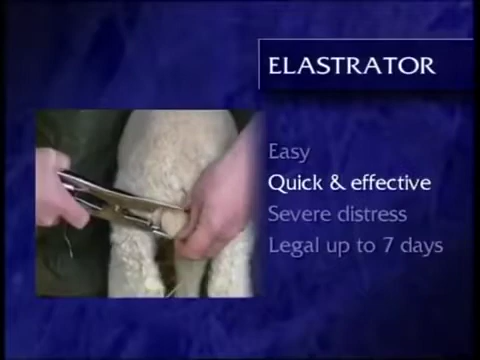 ELASTRATOR
Easy
Quick & effective
Severe distress
Legal up to 7 days